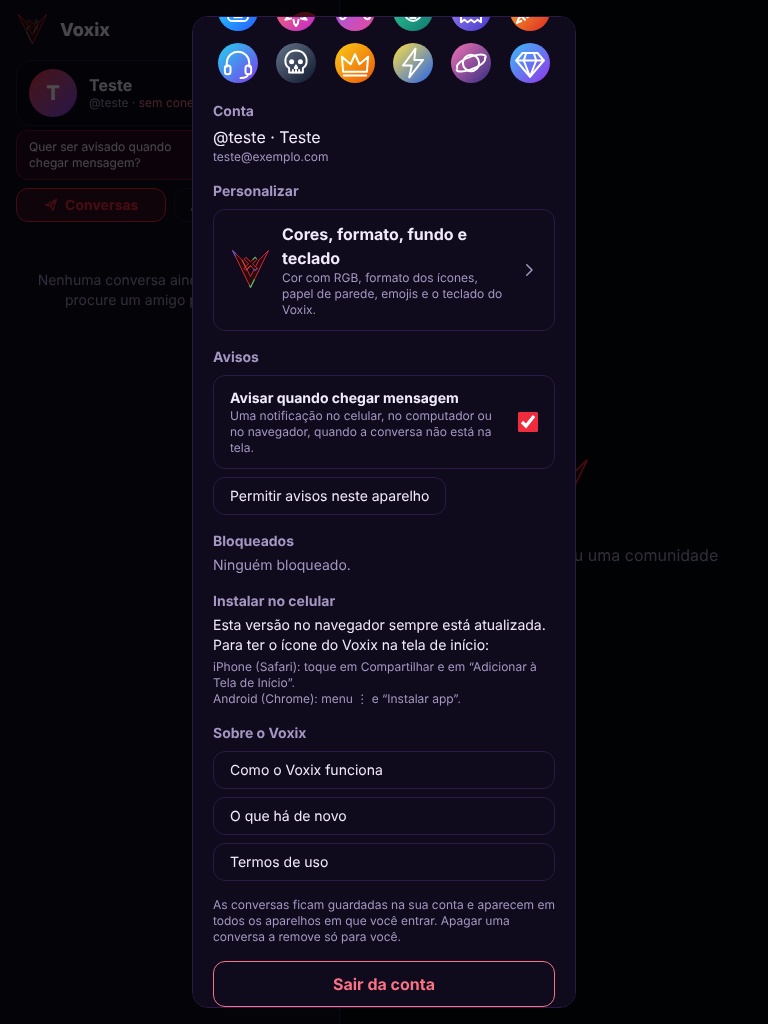 Voxix
T
Teste
@teste · sem cone
Quer ser avisado quando
chegar mensagem?
Conversas
Nenhuma conversa
procure um amigo
u uma comunidade
Conta
@teste · Teste
teste@exemplo.com
Personalizar
Cores, formato, fundo e
teclado
Cor com RGB, formato dos ícones,
papel de parede, emojis e o teclado do
Voxix.
Avisos
Avisar quando chegar mensagem
Uma notificação no celular, no computador ou
no navegador, quando a conversa não está na
tela.
Permitir avisos neste aparelho
Bloqueados
Ninguém bloqueado.
Instalar no celular
Esta versão no navegador sempre está atualizada.
Para ter o ícone do Voxix na tela de início:
iPhone (Safari): toque em Compartilhar e em “Adicionar à
Tela de Início”.
Android (Chrome): menu ⋮ e “Instalar app”.
Sobre o Voxix
Como o Voxix funciona
O que há de novo
Termos de uso
As conversas ficam guardadas na sua conta e aparecem em
todos os aparelhos em que você entrar. Apagar uma
conversa a remove só para você.
Sair da conta